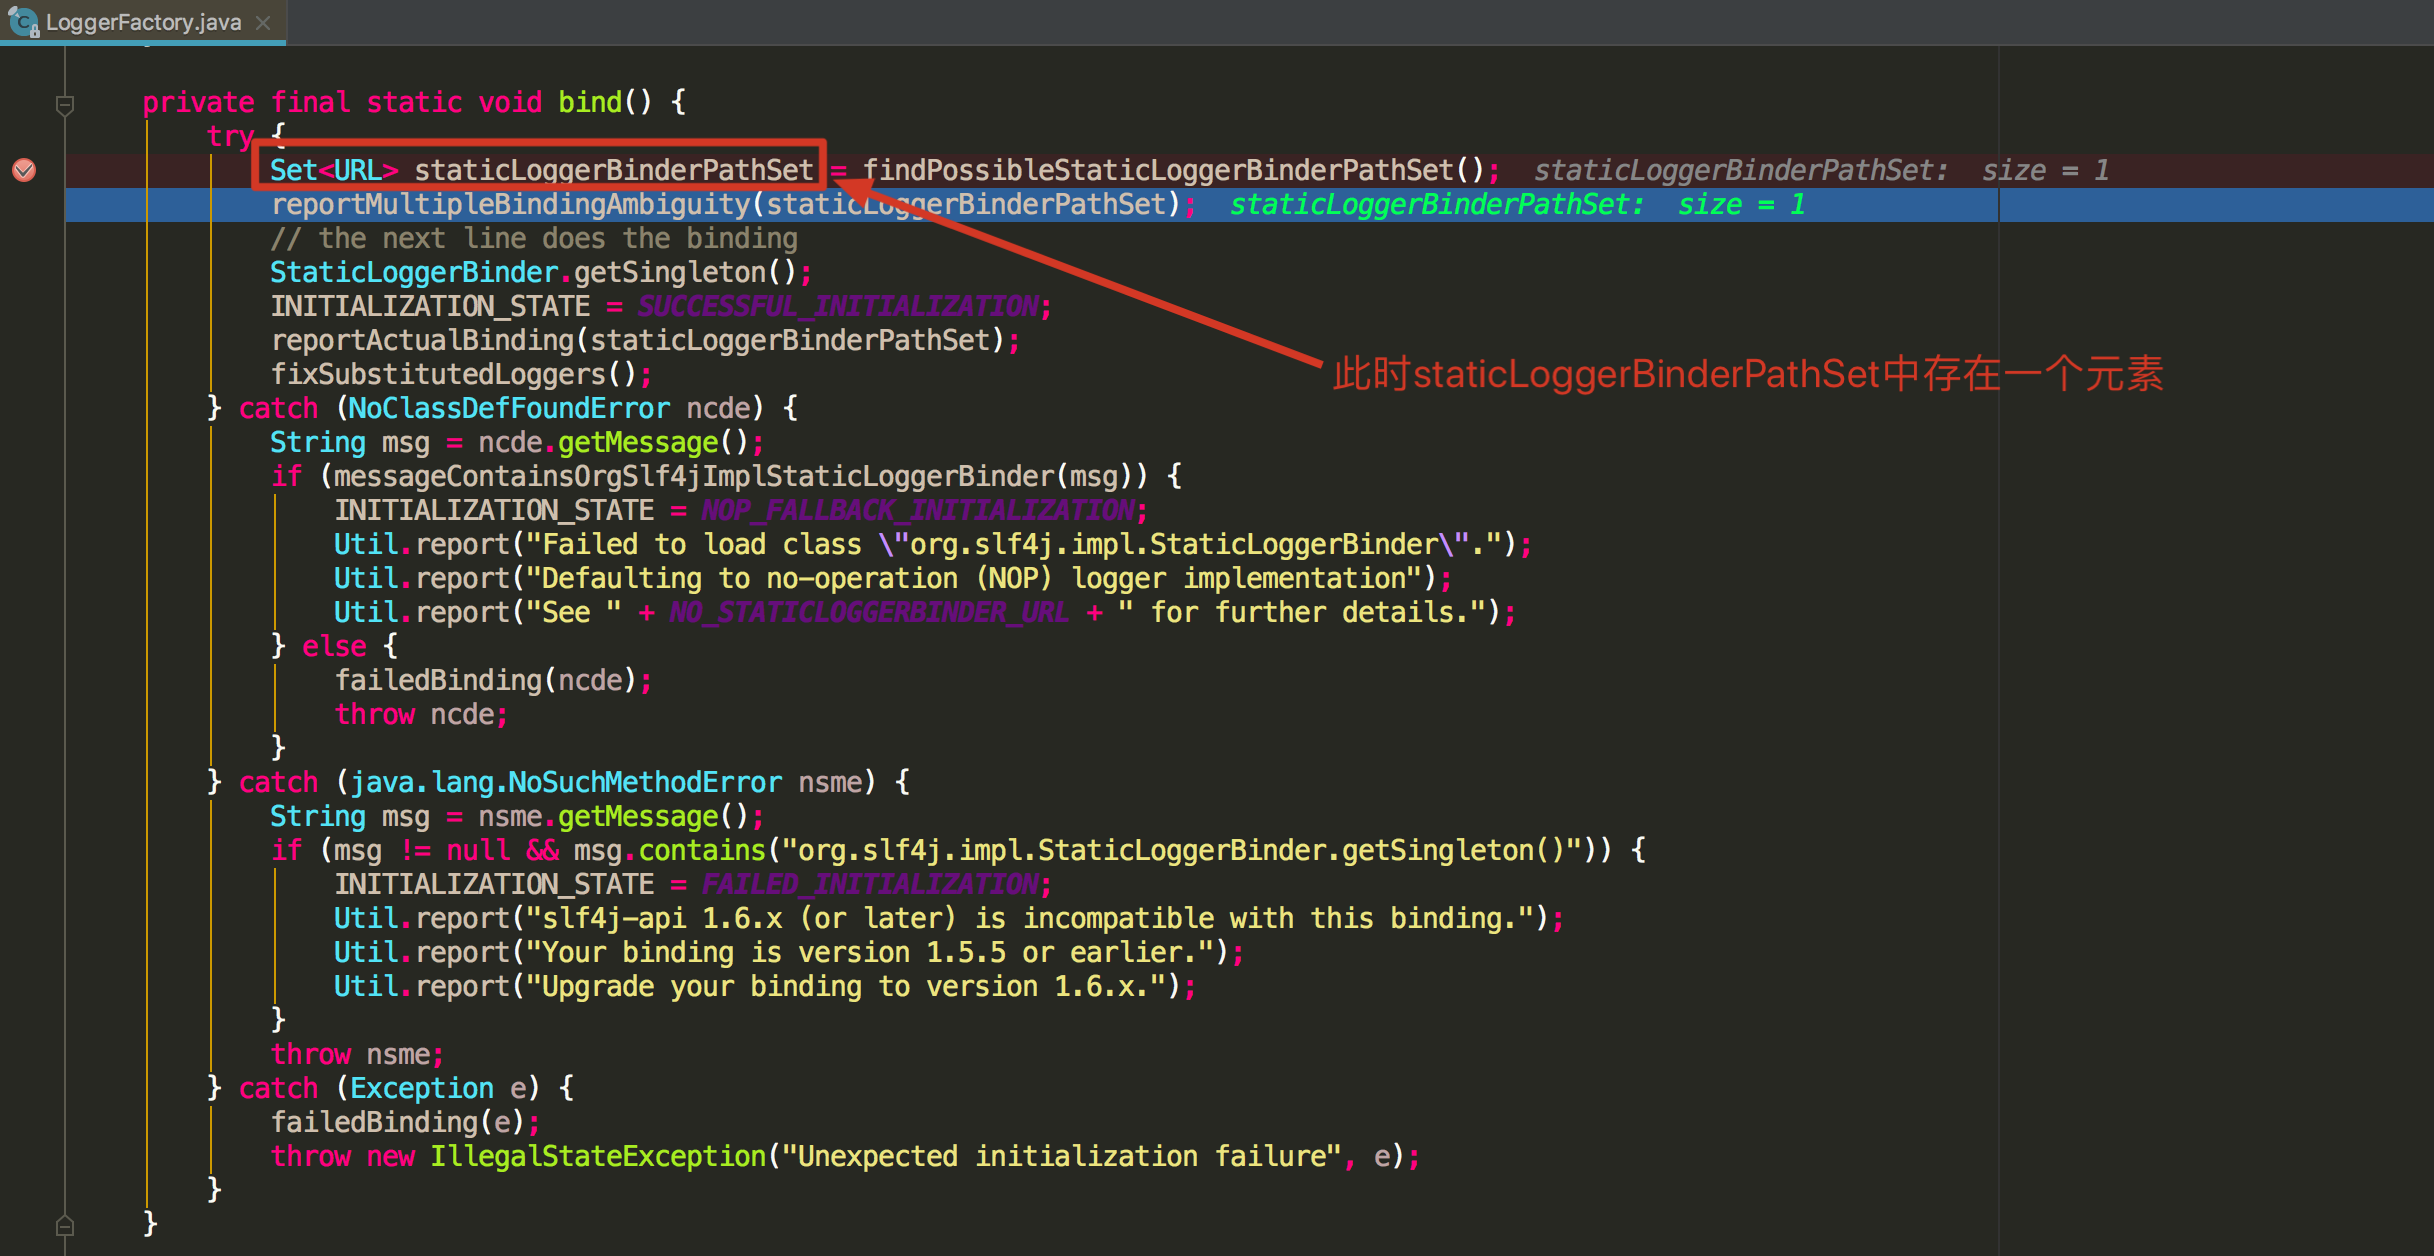 LoggerFactory.java
private final static void bind() {
try {
Set<URL> staticLoggerBinderPathSet = findPossibleStaticLoggerBinderPathSet(); staticLoggerBinderPathSet: size = 1
reportMultipleBindingAmbiguity(staticLoggerBinderPathSet); staticLoggerBinderPathSet: size = 1
// the next line does the binding
StaticLoggerBinder.getSingleton();
INITIALIZATION_STATE = SUCCESSFUL_INITIALIZATION;
reportActualBinding(staticLoggerBinderPathSet);
fixSubstitutedLoggers();
此时staticLoggerBinderPathSet中存在一个元素
} catch (NoClassDefFoundError ncde) {
String msg = ncde.getMessage();
if (messageContainsOrgSlf4jImplStaticLoggerBinder(msg)) {
INITIALIZATION_STATE = NOP_FALLBACK_INITIALIZATION;
Util.report("Failed to load class \"org.slf4j.impl.StaticLoggerBinder\".");
Util.report("Defaulting to no-operation (NOP) logger implementation");
Util.report("See " + NO_STATICLOGGERBINDER_URL + " for further details.");
} else {
failedBinding(ncde);
throw ncde;
}
} catch (java.lang.NoSuchMethodError nsme) {
String msg = nsme.getMessage();
if (msg != null && msg.contains("org.slf4j.impl.StaticLoggerBinder.getSingleton()")) {
INITIALIZATION_STATE = FAILED_INITIALIZATION;
Util.report("slf4j-api 1.6.x (or later) is incompatible with this binding.");
Util.report("Your binding is version 1.5.5 or earlier.");
Util.report("Upgrade your binding to version 1.6.x.");
}
throw nsme;
} catch (Exception e) {
failedBinding(e);
throw new IllegalStateException("Unexpected initialization failure", e);
}
}